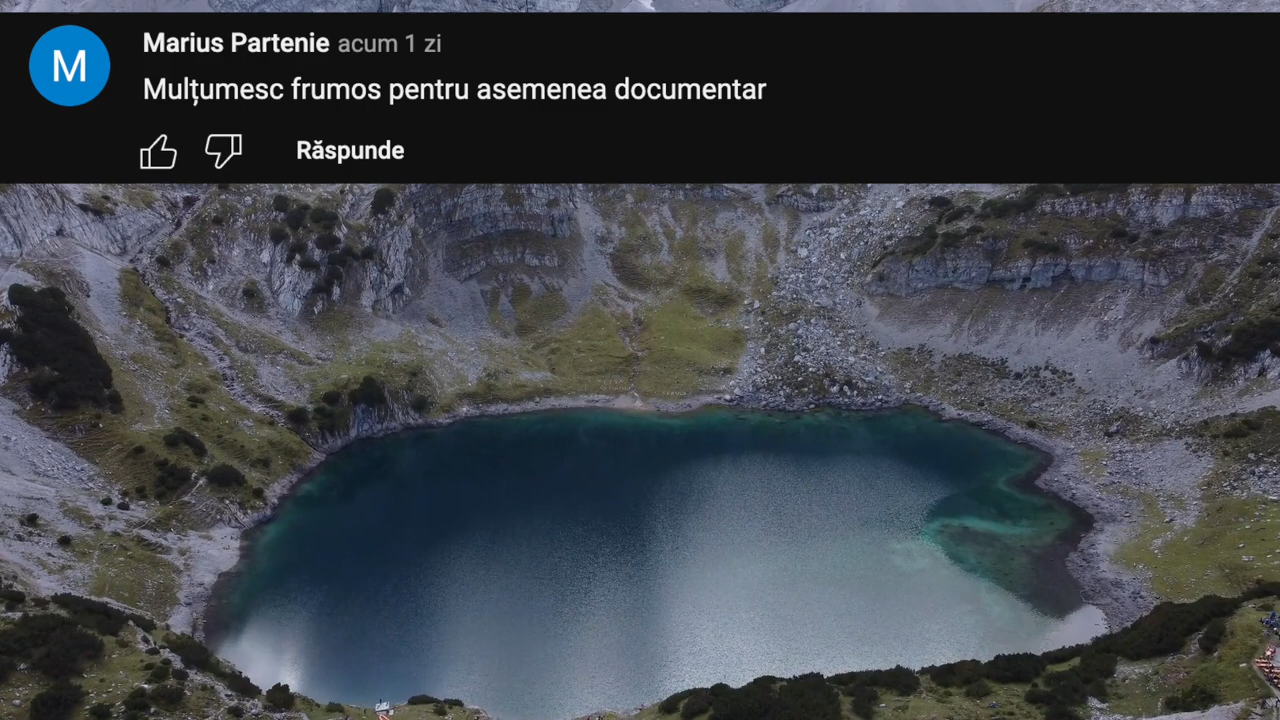 M
Marius Partenie acum 1 zi
Mulțumesc frumos pentru asemenea documentar
Răspunde